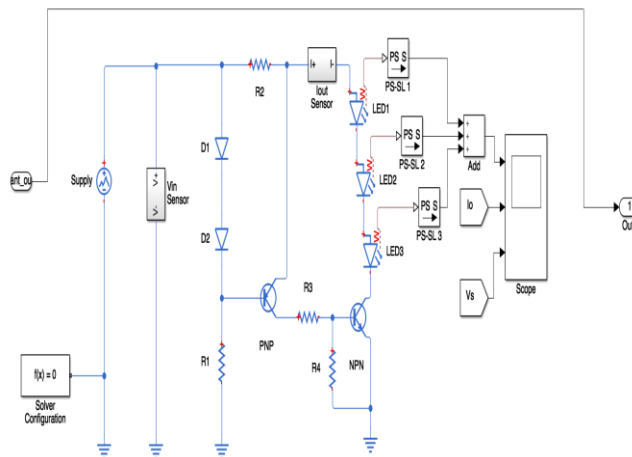 R2
I+
I-
Iout
Sensor
PS S
PS-SL 1
LED1
D1
PS S
PS-SL 2
LED2
+
+
+
Add
ant_ou
Supply
V+
V-
Vin
Sensor
PS S
PS-SL 3
Io
1
Out
D2
LED3
Vs
Scope
R3
PNP
R1
R4
NPN
f(x) = 0
Solver
Configuration